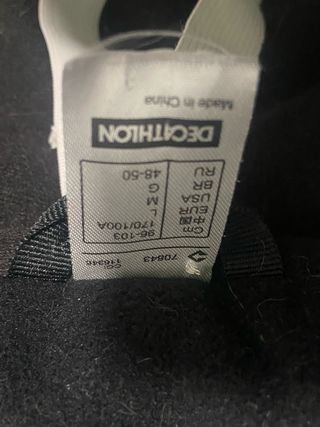 70843
116346
Cm 96-103
中国 170/100A
EUR L
USA M
BR G
RU 48-50
DECATHLON
Made in China